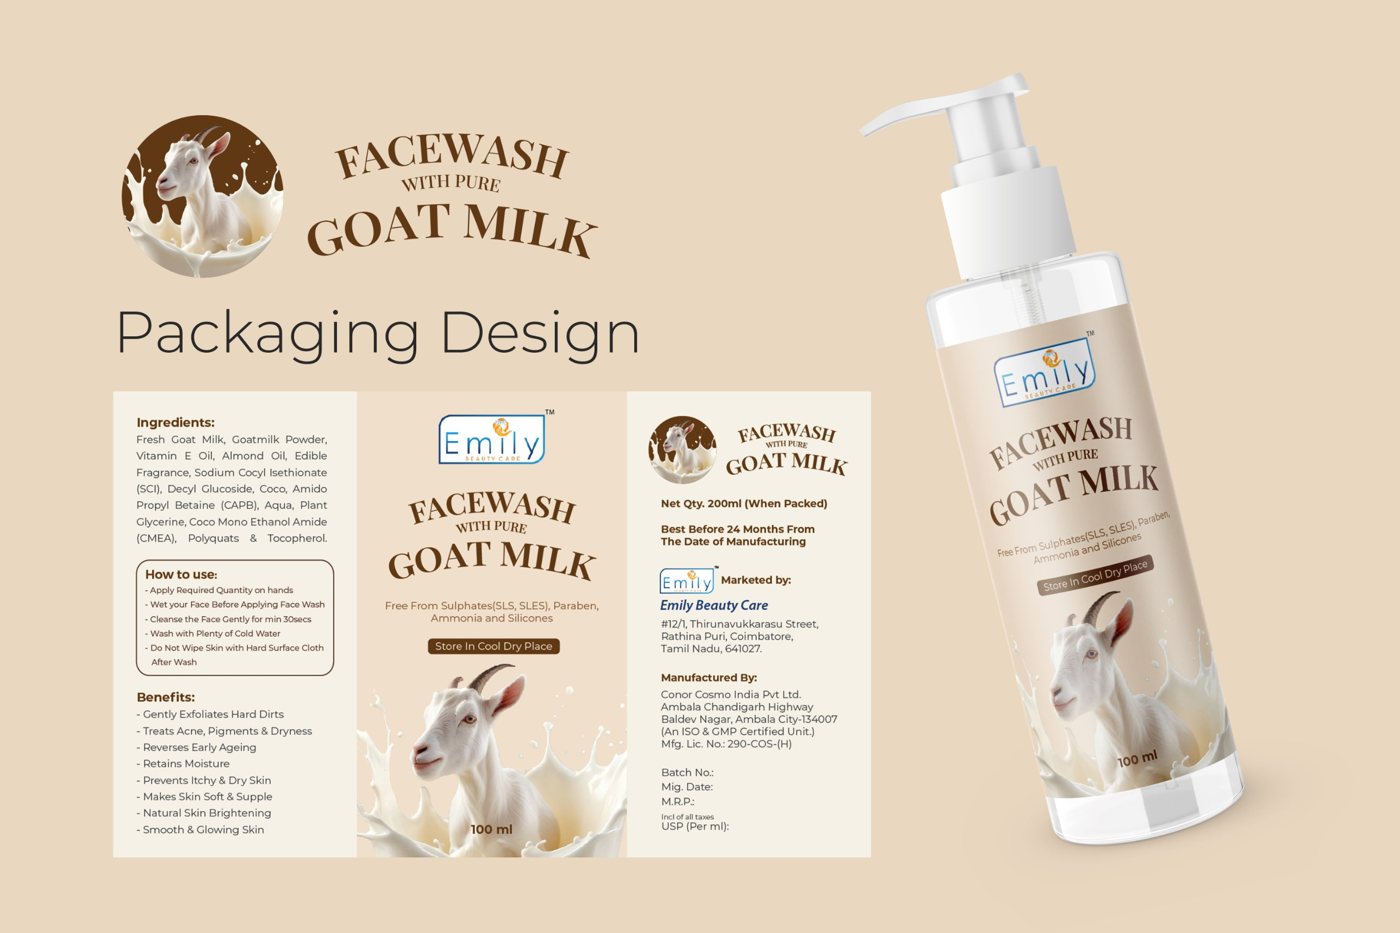 FACEWASH
WITH PURE
GOAT MILK
Packaging Design
Ingredients:
Fresh Goat Milk, Goatmilk Powder,
Vitamin E Oil, Almond Oil, Edible
Fragrance, Sodium Cocyl Isethionate
(SCI), Decyl Glucoside, Coco, Amido
Propyl Betaine (CAPB), Aqua, Plant
Glycerine, Coco Mono Ethanol Amide
(CMEA), Polyquats & Tocopherol.
How to use:
- Apply Required Quantity on hands
- Wet your Face Before Applying Face Wash
- Cleanse the Face Gently for min 30secs
- Wash with Plenty of Cold Water
- Do Not Wipe Skin with Hard Surface Cloth
After Wash
Benefits:
- Gently Exfoliates Hard Dirts
- Treats Acne, Pigments & Dryness
- Reverses Early Ageing
- Retains Moisture
- Prevents Itchy & Dry Skin
- Makes Skin Soft & Supple
- Natural Skin Brightening
- Smooth & Glowing Skin
Emily TM
BEAUTY CARE
FACEWASH
WITH PURE
GOAT MILK
Free From Sulphates(SLS, SLES), Paraben,
Ammonia and Silicones
Store In Cool Dry Place
100 ml
FACEWASH
WITH PURE
GOAT MILK
Net Qty. 200ml (When Packed)
Best Before 24 Months From
The Date of Manufacturing
Emily Marketed by:
Emily Beauty Care
#12/1, Thirunavukkarasu Street,
Rathina Puri, Coimbatore,
Tamil Nadu, 641027.
Manufactured By:
Conor Cosmo India Pvt Ltd.
Ambala Chandigarh Highway
Baldev Nagar, Ambala City-134007
(An ISO & GMP Certified Unit.)
Mfg. Lic. No.: 290-COS-(H)
Batch No.:
Mig. Date:
M.R.P.:
Incl of all taxes
USP (Per ml):
Emily TM
BEAUTY CARE
FACEWASH
WITH PURE
GOAT MILK
Free From Sulphates(SLS, SLES), Paraben,
Ammonia and Silicones
Store In Cool Dry Place
100 ml